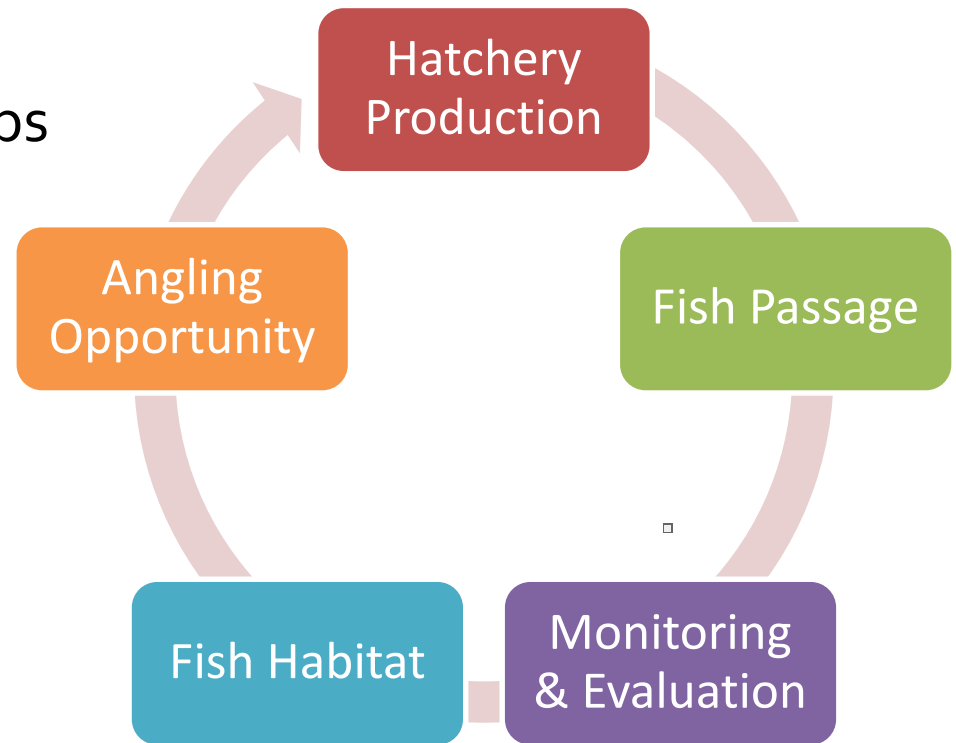 Hatchery
Production
Angling
Opportunity
Fish Passage
Fish Habitat
Monitoring
& Evaluation